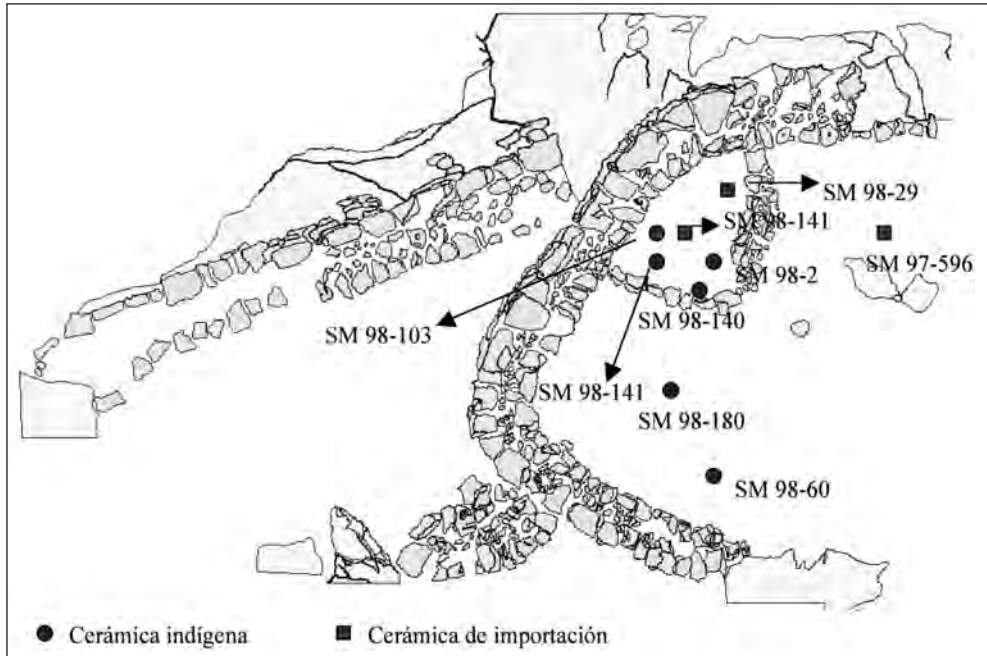 SM 98-29
SM 98-141
SM 98-2
SM 97-596
SM 98-140
SM 98-103
SM 98-141
SM 98-180
SM 98-60
Cerámica indígena
Cerámica de importación